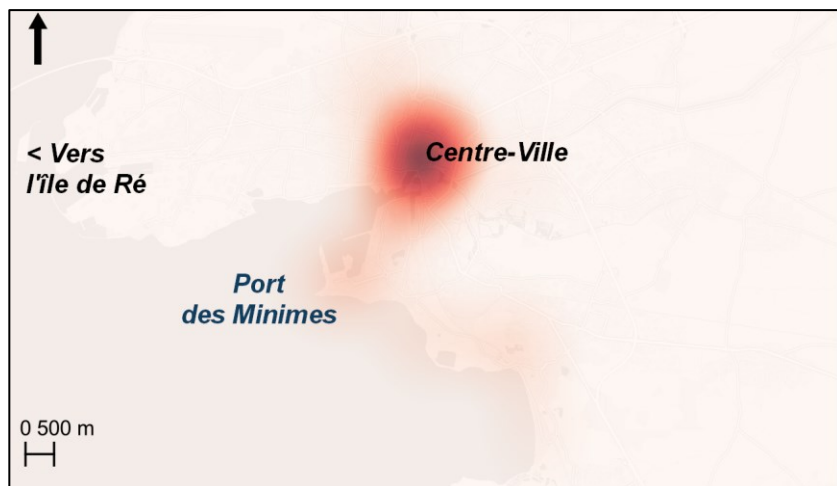 Centre-Ville
< Vers
l'île de Ré
Port
des Minimes
0 500 m